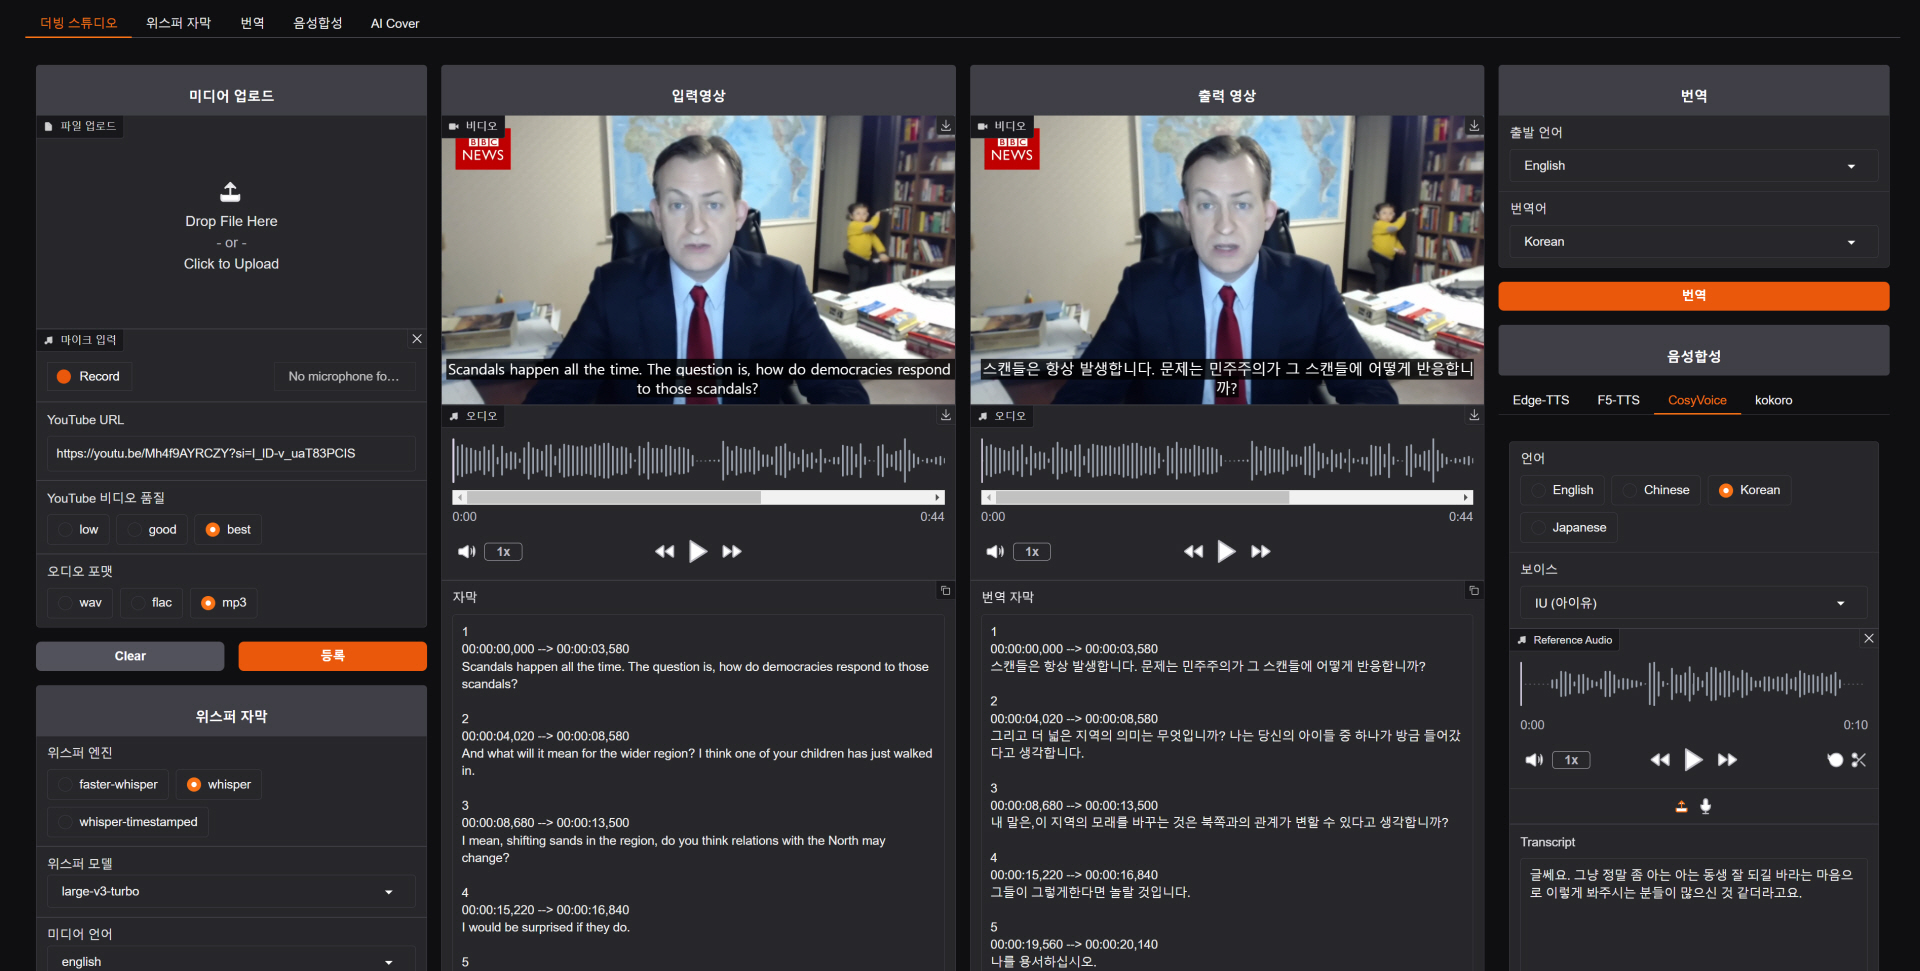 더빙 스튜디오
위스퍼 자막
번역
음성합성
AI Cover
미디어 업로드
파일 업로드
Drop File Here
- or -
Click to Upload
마이크 입력
Record
No microphone fo…
YouTube URL
https://youtu.be/Mh4f9AYRCZY?si=I_ID-v_uaT83PCIS
YouTube 비디오 품질
low
good
best
오디오 포맷
wav
flac
mp3
Clear
등록
위스퍼 자막
위스퍼 엔진
faster-whisper
whisper
whisper-timestamped
위스퍼 모델
large-v3-turbo
미디어 언어
english
입력영상
비디오
BBC
NEWS
Scandals happen all the time. The question is, how do democracies respond
to those scandals?
오디오
0:00
0:44
1x
자막
1
00:00:00,000 --> 00:00:03,580
Scandals happen all the time. The question is, how do democracies respond to those
scandals?
2
00:00:04,020 --> 00:00:08,580
And what will it mean for the wider region? I think one of your children has just walked
in.
3
00:00:08,680 --> 00:00:13,500
I mean, shifting sands in the region, do you think relations with the North may
change?
4
00:00:15,220 --> 00:00:16,840
I would be surprised if they do.
5
출력 영상
비디오
BBC
NEWS
스캔들은 항상 발생합니다. 문제는 민주주의가 그 스캔들에 어떻게 반응합니
까?
오디오
0:00
0:44
1x
번역 자막
1
00:00:00,000 --> 00:00:03,580
스캔들은 항상 발생합니다. 문제는 민주주의가 그 스캔들에 어떻게 반응합니까?
2
00:00:04,020 --> 00:00:08,580
그리고 더 넓은 지역의 의미는 무엇입니까? 나는 당신의 아이들 중 하나가 방금 들어갔
다고 생각합니다.
3
00:00:08,680 --> 00:00:13,500
내 말은,이 지역의 모래를 바꾸는 것은 북쪽과의 관계가 변할 수 있다고 생각합니까?
4
00:00:15,220 --> 00:00:16,840
그들이 그렇게한다면 놀랄 것입니다.
5
00:00:19,560 --> 00:00:20,140
나를 용서하십시오.
번역
출발 언어
English
번역어
Korean
번역
음성합성
Edge-TTS
F5-TTS
CosyVoice
kokoro
언어
English
Chinese
Korean
Japanese
보이스
IU (아이유)
Reference Audio
0:00
0:10
1x
Transcript
글쎄요. 그냥 정말 좀 아는 아는 동생 잘 되길 바라는 마음으
로 이렇게 봐주시는 분들이 많으신 것 같더라고요.